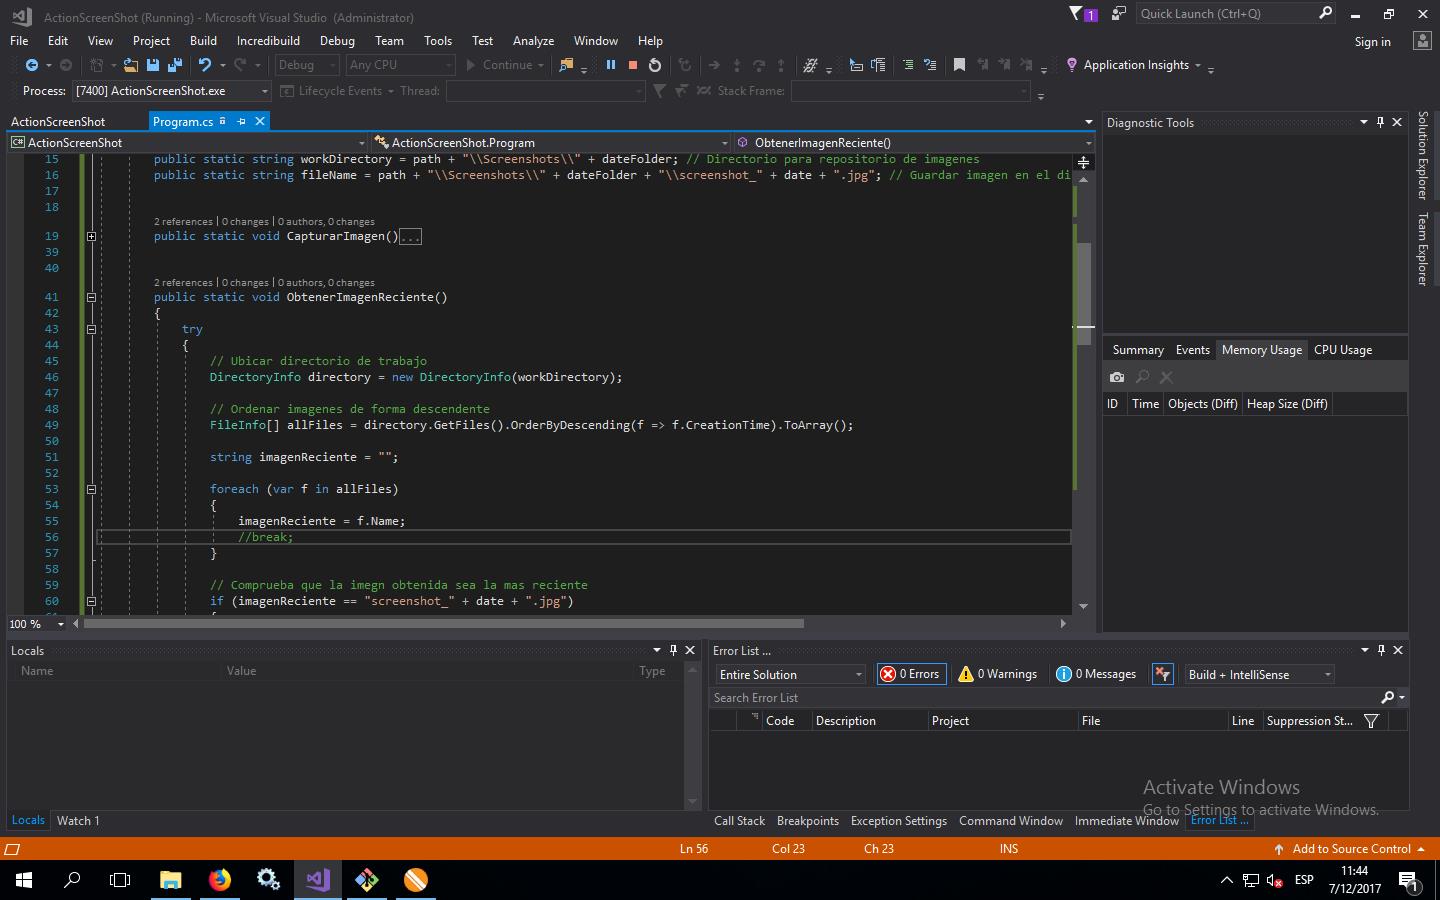 ActionScreenShot (Running) - Microsoft Visual Studio (Administrator)
1
Quick Launch (Ctrl+Q)
File Edit View Project Build Incredibuild Debug Team Tools Test Analyze Window Help
Sign in
Debug Any CPU Continue Application Insights
Process: [7400] ActionScreenShot.exe Lifecycle Events Thread: Stack Frame:
ActionScreenShot Program.cs
C# ActionScreenShot ActionScreenShot.Program ObtenerImagenReciente()
15 public static string workDirectory = path + "\\Screenshots\\" + dateFolder; // Directorio para repositorio de imagenes
16 public static string fileName = path + "\\Screenshots\\" + dateFolder + "\\screenshot_" + date + ".jpg"; // Guardar imagen en el di
17
18
2 references | 0 changes | 0 authors, 0 changes
19 public static void CapturarImagen()...
39
40
2 references | 0 changes | 0 authors, 0 changes
41 public static void ObtenerImagenReciente()
42 {
43 try
44 {
45 // Ubicar directorio de trabajo
46 DirectoryInfo directory = new DirectoryInfo(workDirectory);
47
48 // Ordenar imagenes de forma descendente
49 FileInfo[] allFiles = directory.GetFiles().OrderByDescending(f => f.CreationTime).ToArray();
50
51 string imagenReciente = "";
52
53 foreach (var f in allFiles)
54 {
55 imagenReciente = f.Name;
56 //break;
57 }
58
59 // Comprueba que la imegn obtenida sea la mas reciente
60 if (imagenReciente == "screenshot_" + date + ".jpg")
100 %
Diagnostic Tools
Summary Events Memory Usage CPU Usage
ID Time Objects (Diff) Heap Size (Diff)
Solution Explorer
Team Explorer
Locals
Name Value Type
Locals Watch 1
Error List ...
Entire Solution 0 Errors 0 Warnings 0 Messages Build + IntelliSense
Search Error List
Code Description Project File Line Suppression St...
Activate Windows
Go to Settings to activate Windows.
Call Stack Breakpoints Exception Settings Command Window Immediate Window Error List ...
Ln 56 Col 23 Ch 23 INS Add to Source Control
ESP
11:44
7/12/2017
1